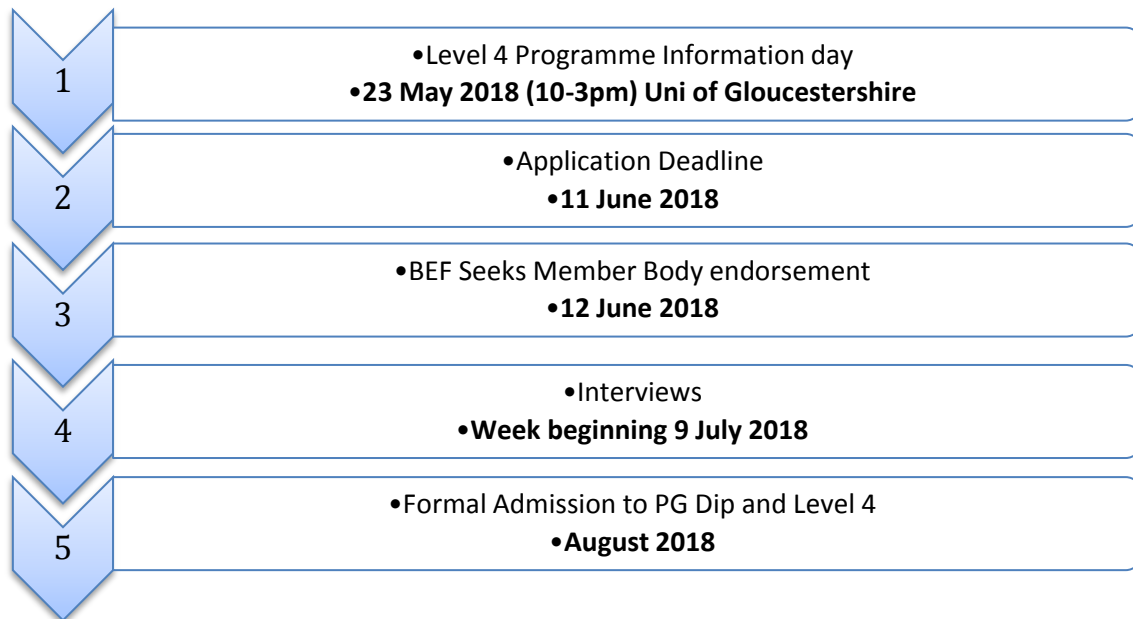 1
•Level 4 Programme Information day
•23 May 2018 (10-3pm) Uni of Gloucestershire
2
•Application Deadline
•11 June 2018
3
•BEF Seeks Member Body endorsement
•12 June 2018
4
•Interviews
•Week beginning 9 July 2018
5
•Formal Admission to PG Dip and Level 4
•August 2018